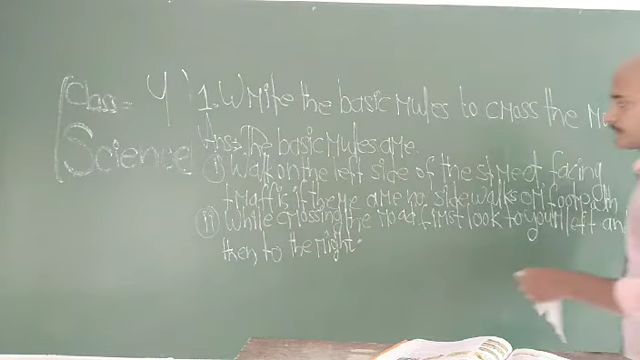 Class = 4
Science
1. Write the basic rules to cross the
Ans:- The basic rules are
(i) Walk on the left side of the street facing
traffic if there are no sidewalks or
(ii) While crossing the road first look to your left an
then to the right.